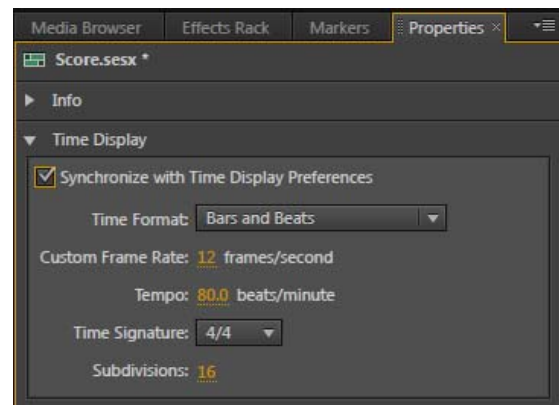 Media Browser Effects Rack Markers Properties ×
Score.sesx *
Info
Time Display
Synchronize with Time Display Preferences
Time Format: Bars and Beats
Custom Frame Rate: 12 frames/second
Tempo: 80.0 beats/minute
Time Signature: 4/4
Subdivisions: 16